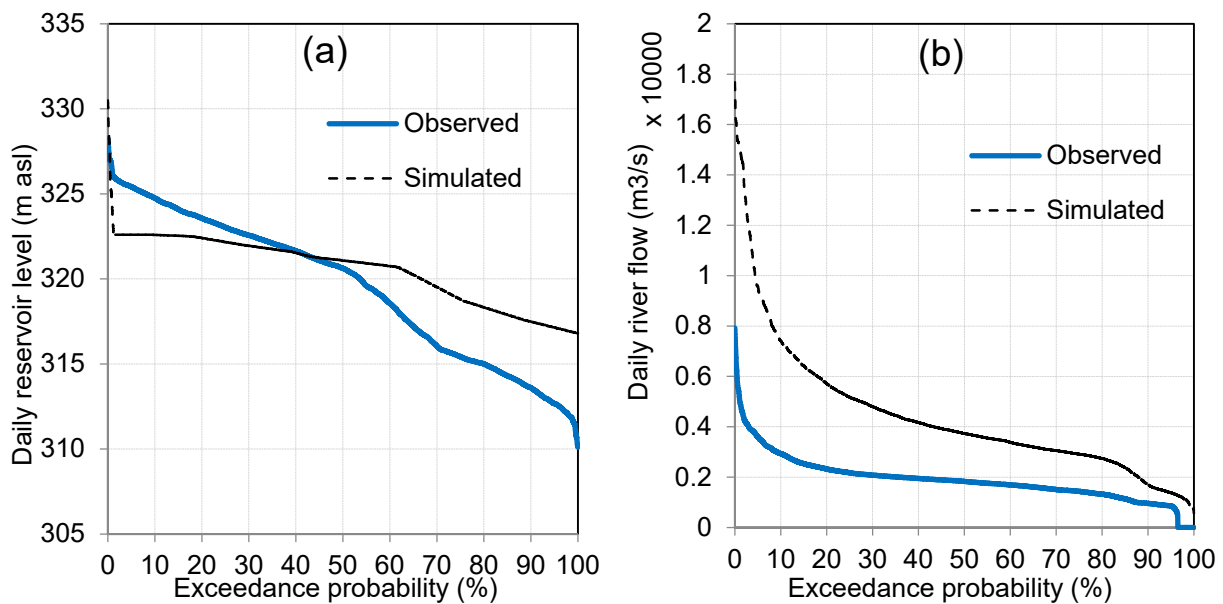 (a)
335
330
325
320
315
310
305
Daily reservoir level (m asl)
Observed
Simulated
0 10 20 30 40 50 60 70 80 90 100
Exceedance probability (%)
(b)
2
1.8
1.6
1.4
1.2
1
0.8
0.6
0.4
0.2
0
Daily river flow (m3/s) x 10000
Observed
Simulated
0 10 20 30 40 50 60 70 80 90 100
Exceedance probability (%)